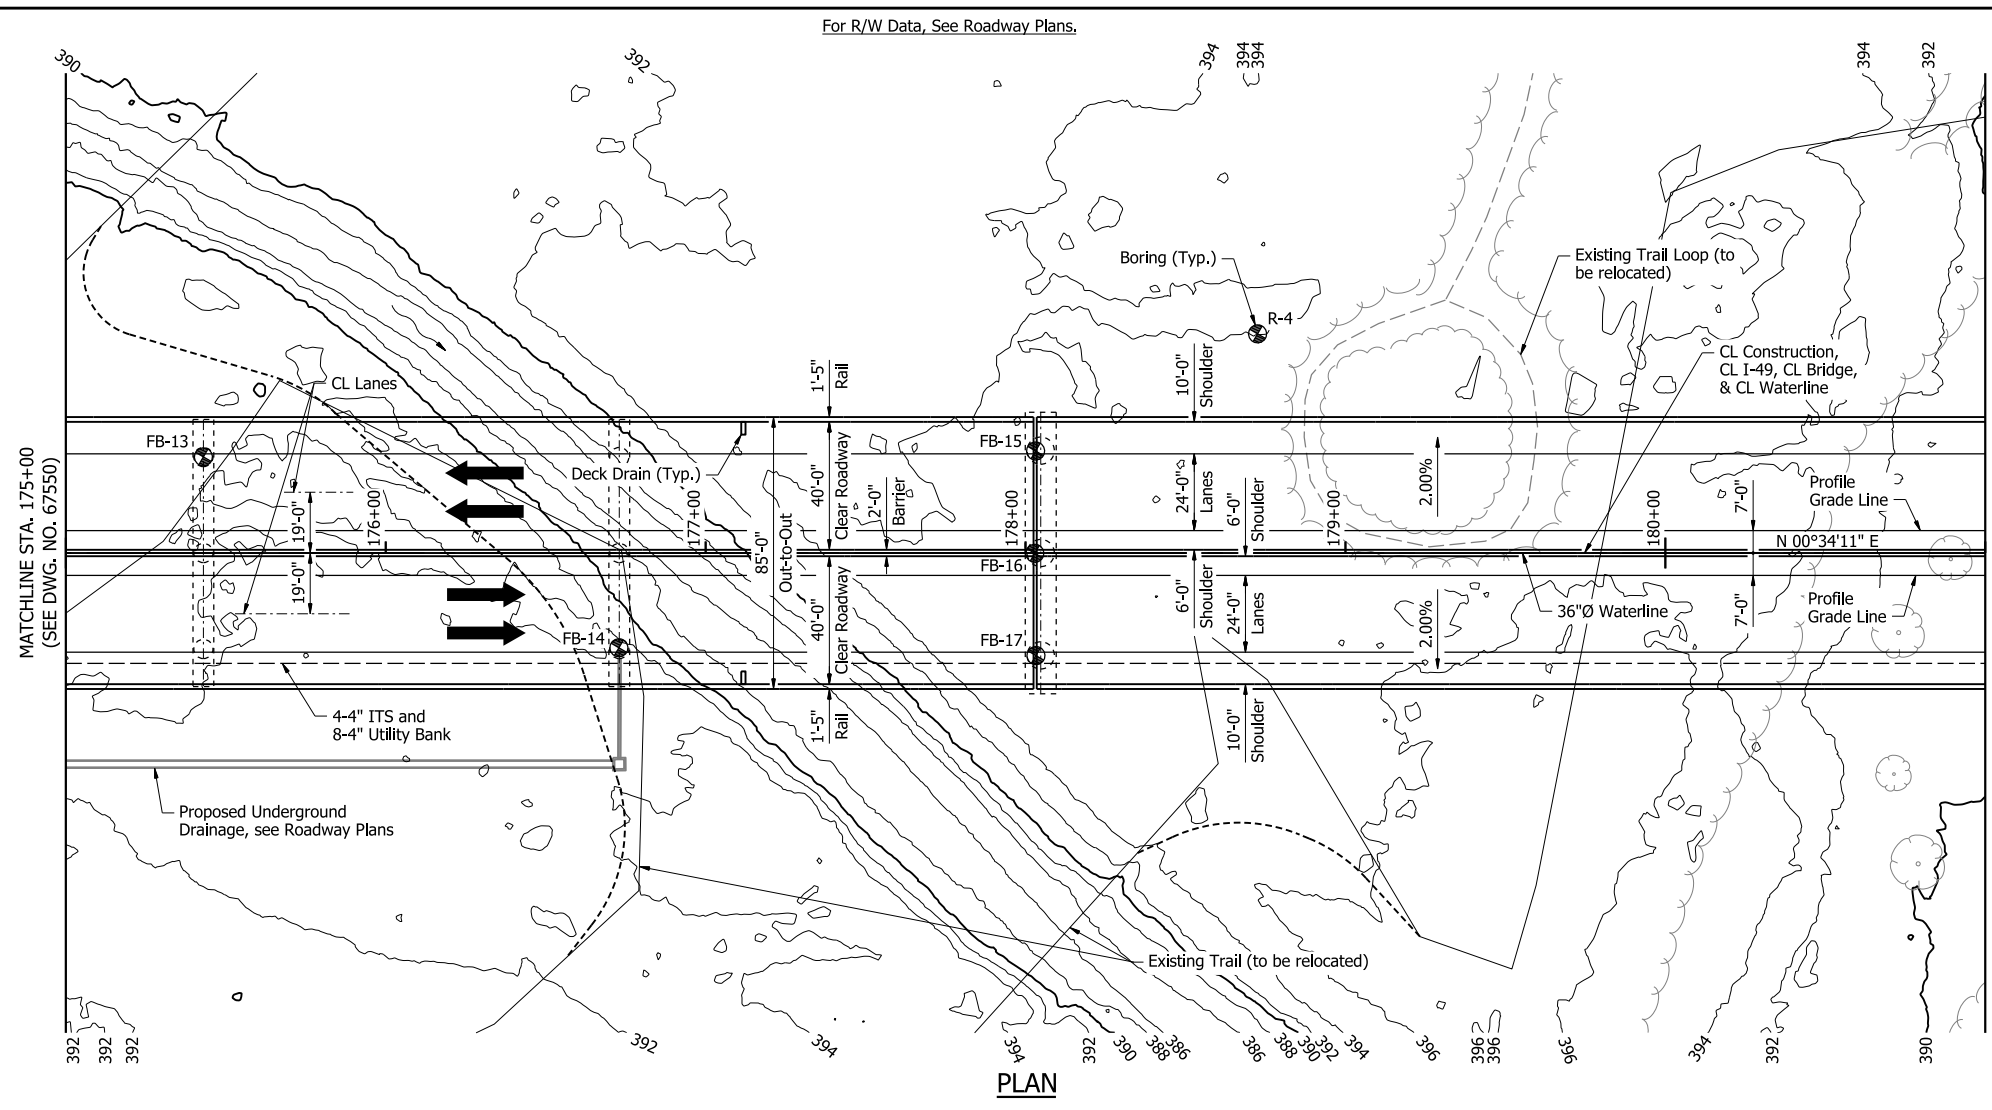 For R/W Data, See Roadway Plans.
390
392
394
394
394
394
392
Boring (Typ.)
R-4
Existing Trail Loop (to
be relocated)
CL Construction,
CL I-49, CL Bridge,
& CL Waterline
CL Lanes
1'-5"
Rail
10'-0"
Shoulder
MATCHLINE STA. 175+00
(SEE DWG. NO. 67550)
FB-13
Deck Drain (Typ.)
FB-15
40'-0"
Clear Roadway
2'-0"
Barrier
24'-0"
Lanes
6'-0"
Shoulder
2.00%
Profile
Grade Line
7'-0"
19'-0"
176+00
177+00
178+00
179+00
180+00
N 00°34'11" E
85'-0"
Out-to-Out
FB-16
19'-0"
40'-0"
Clear Roadway
6'-0"
Shoulder
24'-0"
Lanes
2.00%
36"Ø Waterline
7'-0"
Profile
Grade Line
FB-14
FB-17
4-4" ITS and
8-4" Utility Bank
1'-5"
Rail
10'-0"
Shoulder
Proposed Underground
Drainage, see Roadway Plans
Existing Trail (to be relocated)
392
392
392
392
394
394
392
390
388
386
386
388
390
392
394
396
396
396
396
394
392
390
PLAN